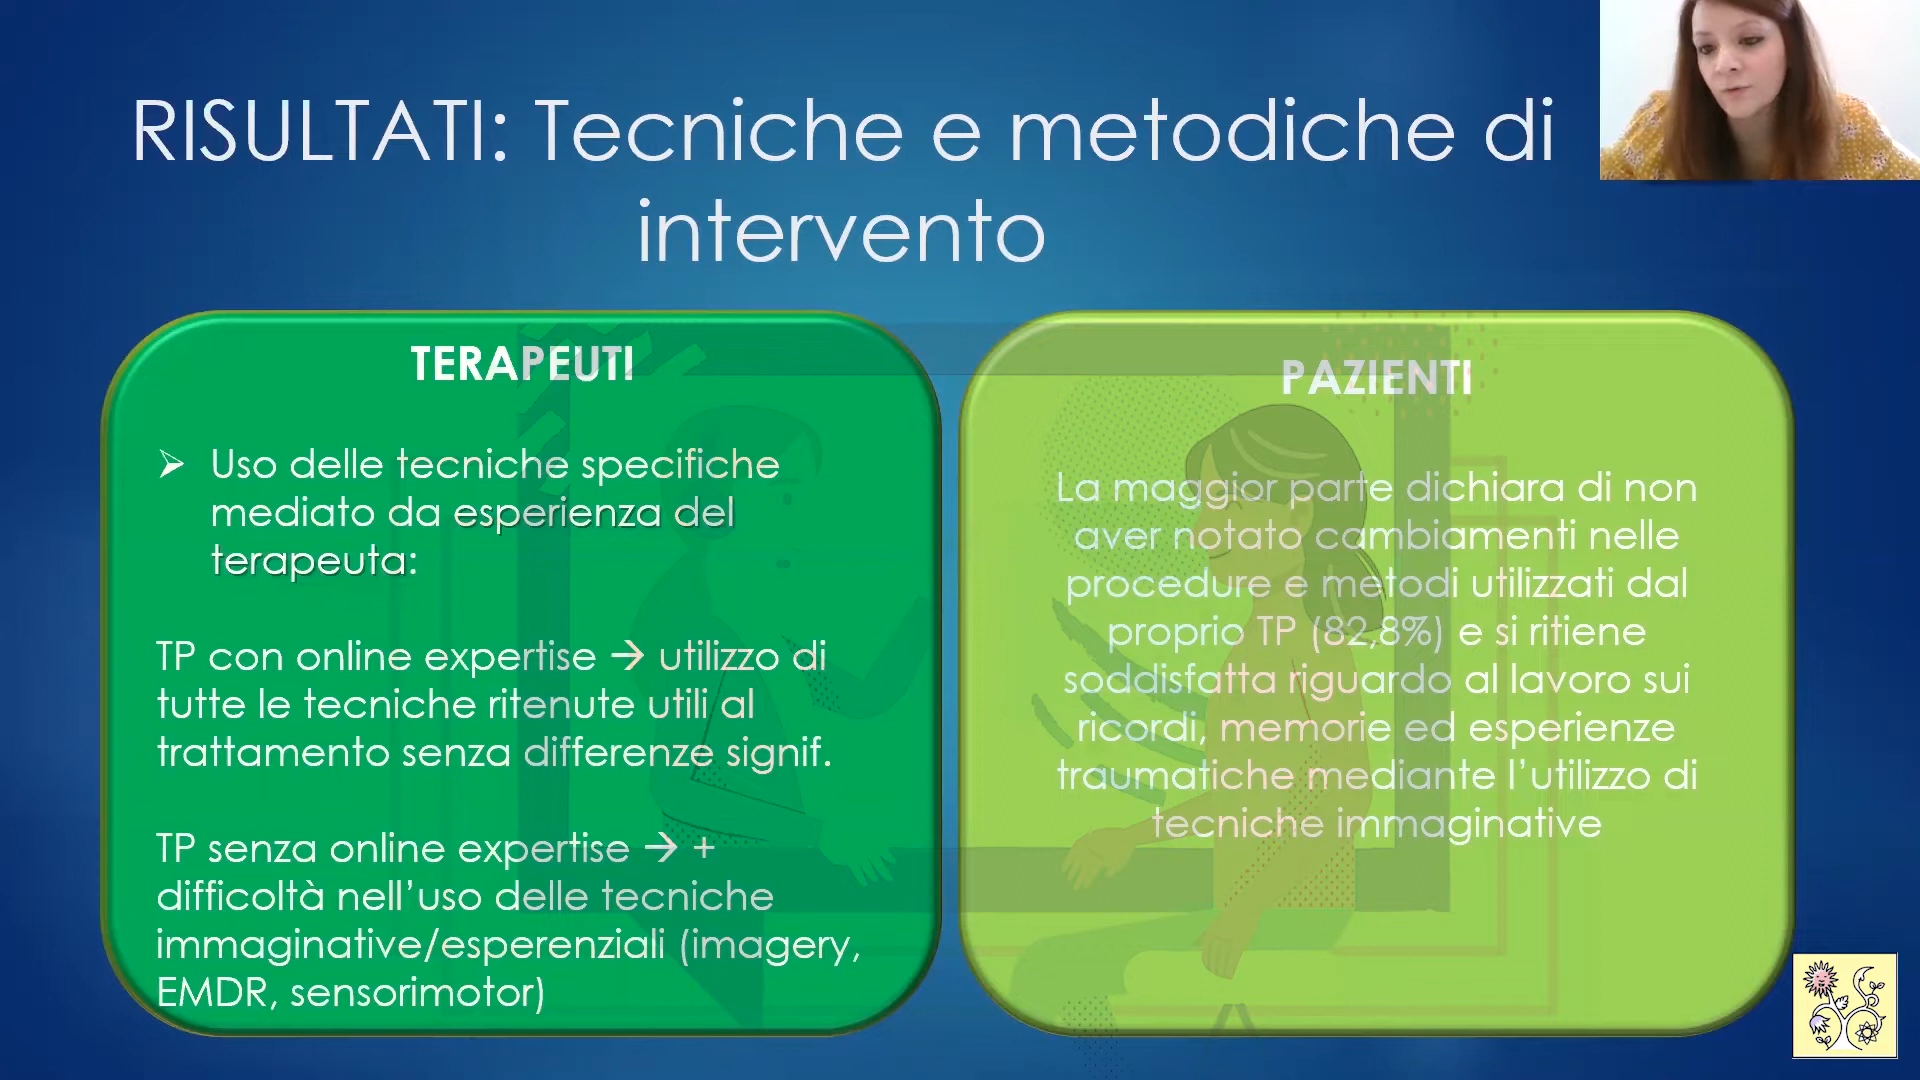 RISULTATI: Tecniche e metodiche di
intervento
TERAPEUTI
➢ Uso delle tecniche specifiche
mediato da esperienza del
terapeuta:
TP con online expertise → utilizzo di
tutte le tecniche ritenute utili al
trattamento senza differenze signif.
TP senza online expertise → +
difficoltà nell’uso delle tecniche
immaginative/esperenziali (imagery,
EMDR, sensorimotor)
PAZIENTI
La maggior parte dichiara di non
aver notato cambiamenti nelle
procedure e metodi utilizzati dal
proprio TP (82,8%) e si ritiene
soddisfatta riguardo al lavoro sui
ricordi, memorie ed esperienze
traumatiche mediante l’utilizzo di
tecniche immaginative